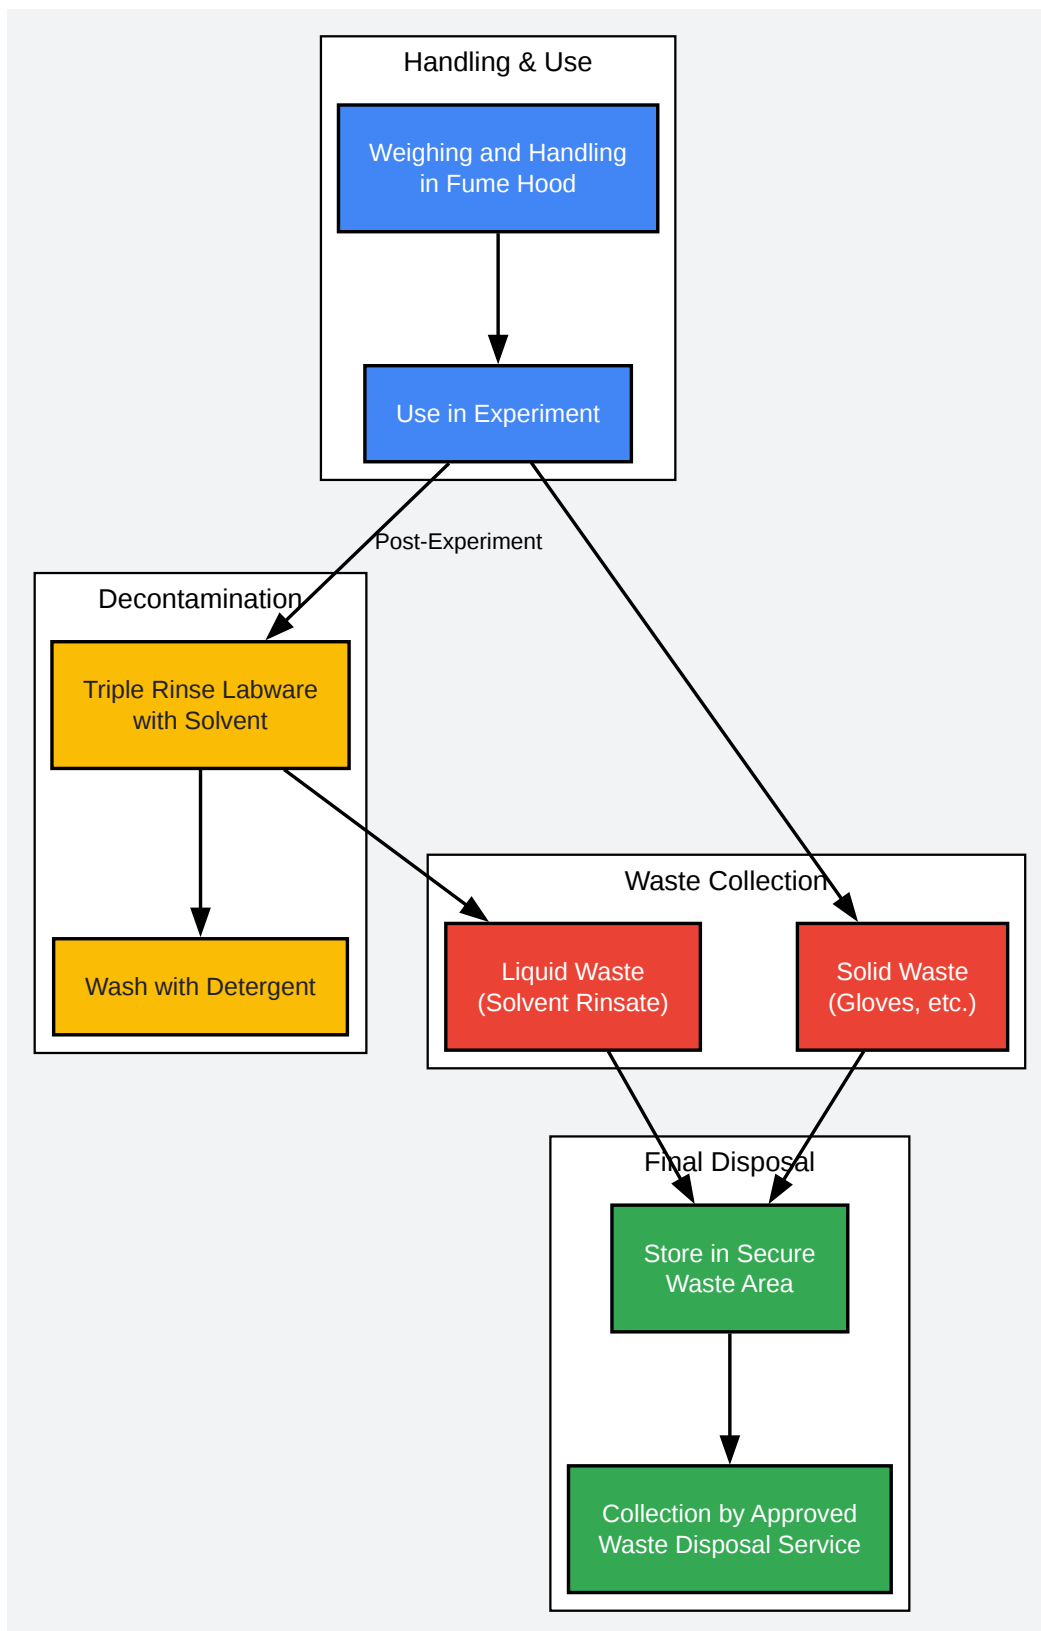 Handling & Use
Weighing and Handling
in Fume Hood
Use in Experiment
Post-Experiment
Decontamination
Triple Rinse Labware
with Solvent
Wash with Detergent
Waste Collection
Liquid Waste
(Solvent Rinsate)
Solid Waste
(Gloves, etc.)
Final Disposal
Store in Secure
Waste Area
Collection by Approved
Waste Disposal Service